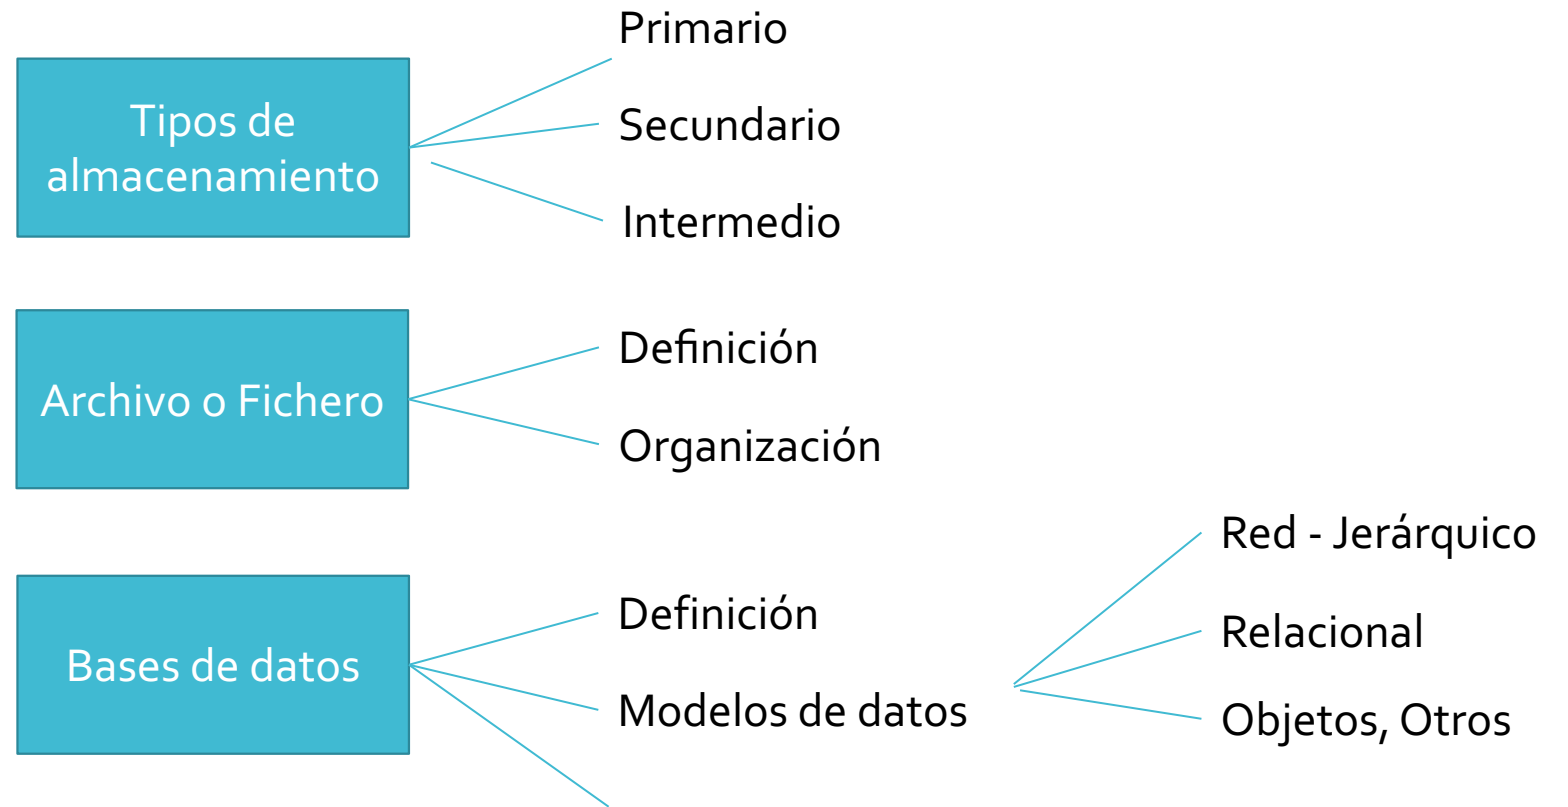 Tipos de
almacenamiento
Primario
Secundario
Intermedio
Archivo o Fichero
Definición
Organización
Bases de datos
Definición
Modelos de datos
Red - Jerárquico
Relacional
Objetos, Otros